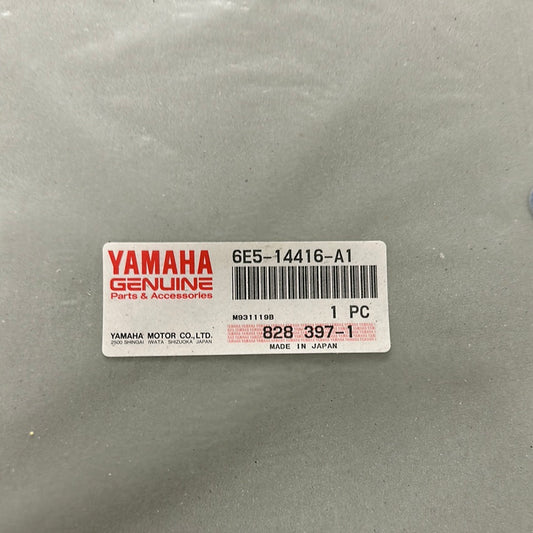 YAMAHA
GENUINE
Parts & Accessories
YAMAHA MOTOR CO.,LTD.
2500 SHINGAI IWATA SHIZUOKA JAPAN
6E5-14416-A1
M931119B
1 PC
828 397-1
MADE IN JAPAN